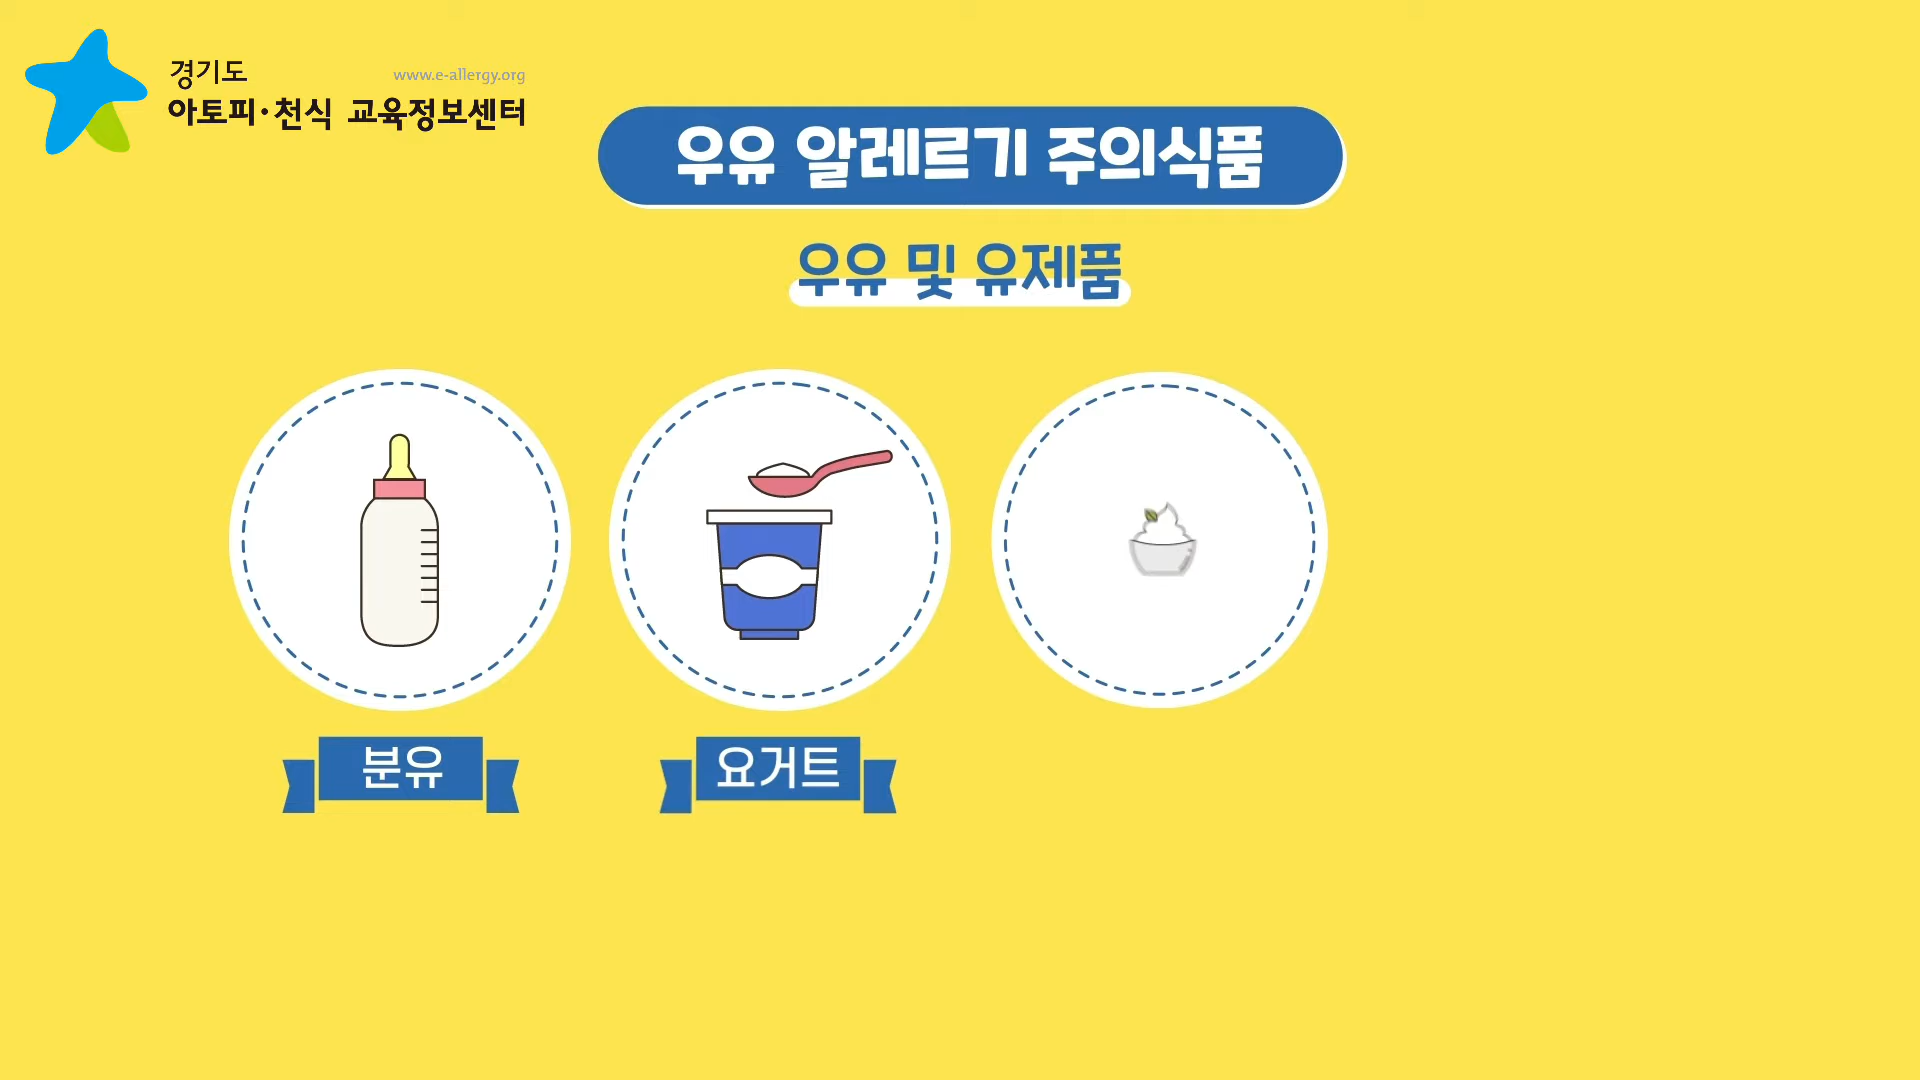 경기도
www.e-allergy.org
아토피·천식 교육정보센터
우유 알레르기 주의식품
우유 및 유제품
분유
요거트